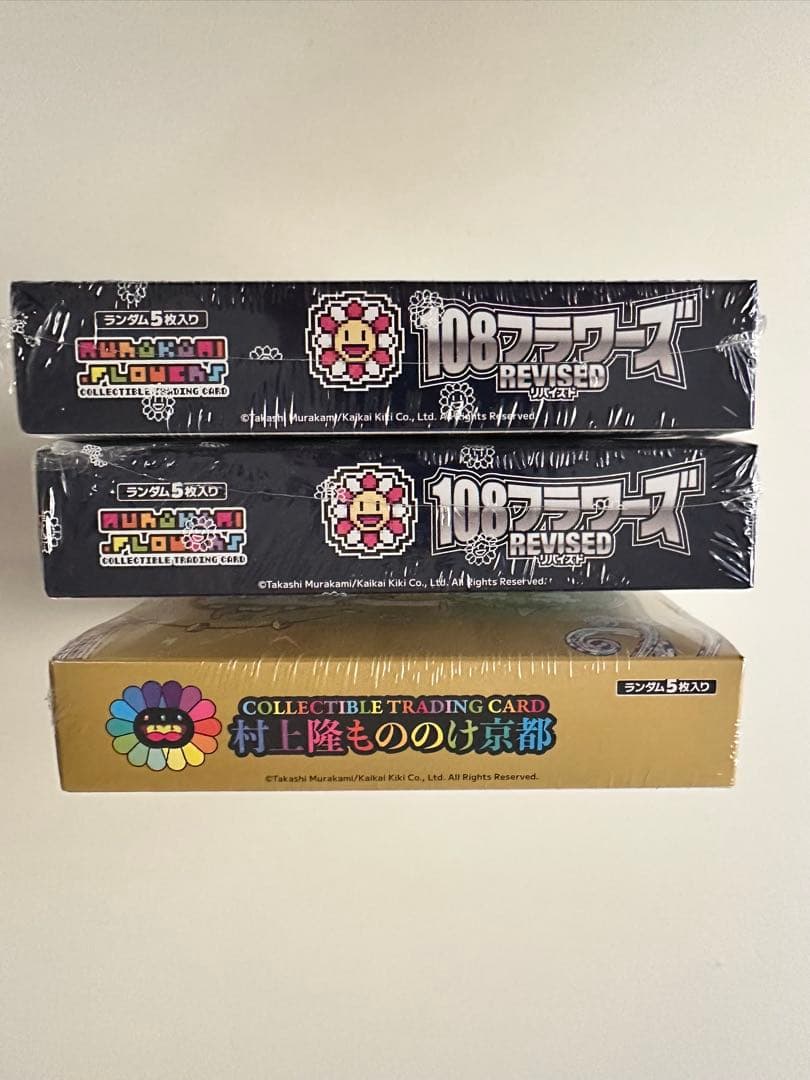 ランダム5枚入り
MURAKAMI
.FLOWERS
COLLECTIBLE TRADING CARD
108フラワーズ
REVISED
リバイズド
©Takashi Murakami/Kaikai Kiki Co., Ltd. All Rights Reserved.
ランダム5枚入り
MURAKAMI
.FLOWERS
COLLECTIBLE TRADING CARD
108フラワーズ
REVISED
リバイズド
©Takashi Murakami/Kaikai Kiki Co., Ltd. All Rights Reserved.
COLLECTIBLE TRADING CARD
村上隆もののけ京都
ランダム5枚入り
©Takashi Murakami/Kaikai Kiki Co., Ltd. All Rights Reserved.